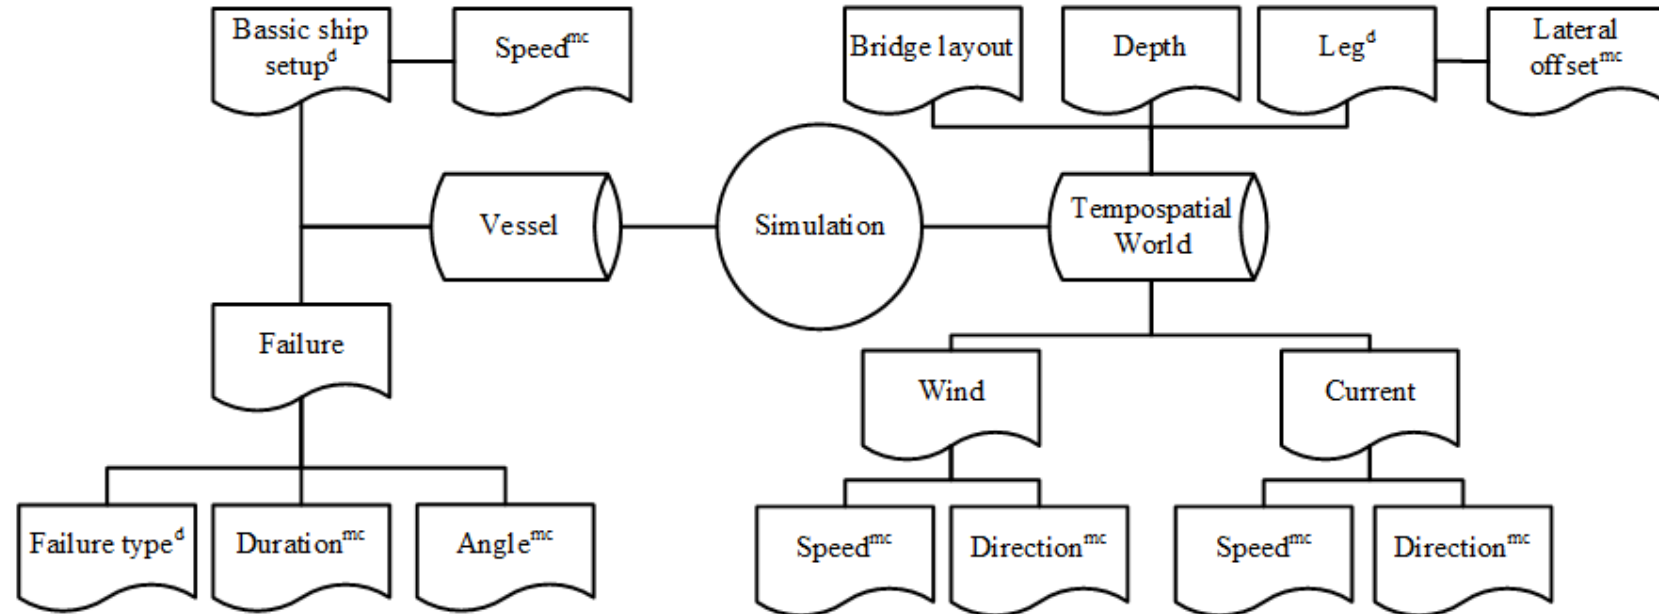 Bassic ship
setup^d
Speed^mc
Bridge layout
Depth
Leg^d
Lateral
offset^mc
Vessel
Simulation
Tempospatial
World
Failure
Wind
Current
Failure type^d
Duration^mc
Angle^mc
Speed^mc
Direction^mc
Speed^mc
Direction^mc